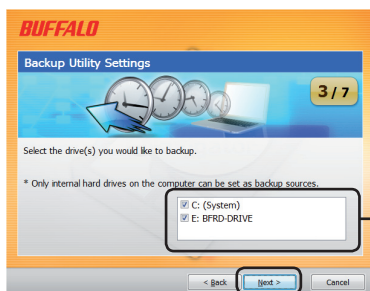 BUFFALO
Backup Utility Settings
3 / 7
Select the drive(s) you would like to backup.
* Only internal hard drives on the computer can be set as backup sources.
C: (System)
E: BFRD-DRIVE
< Back
Next >
Cancel